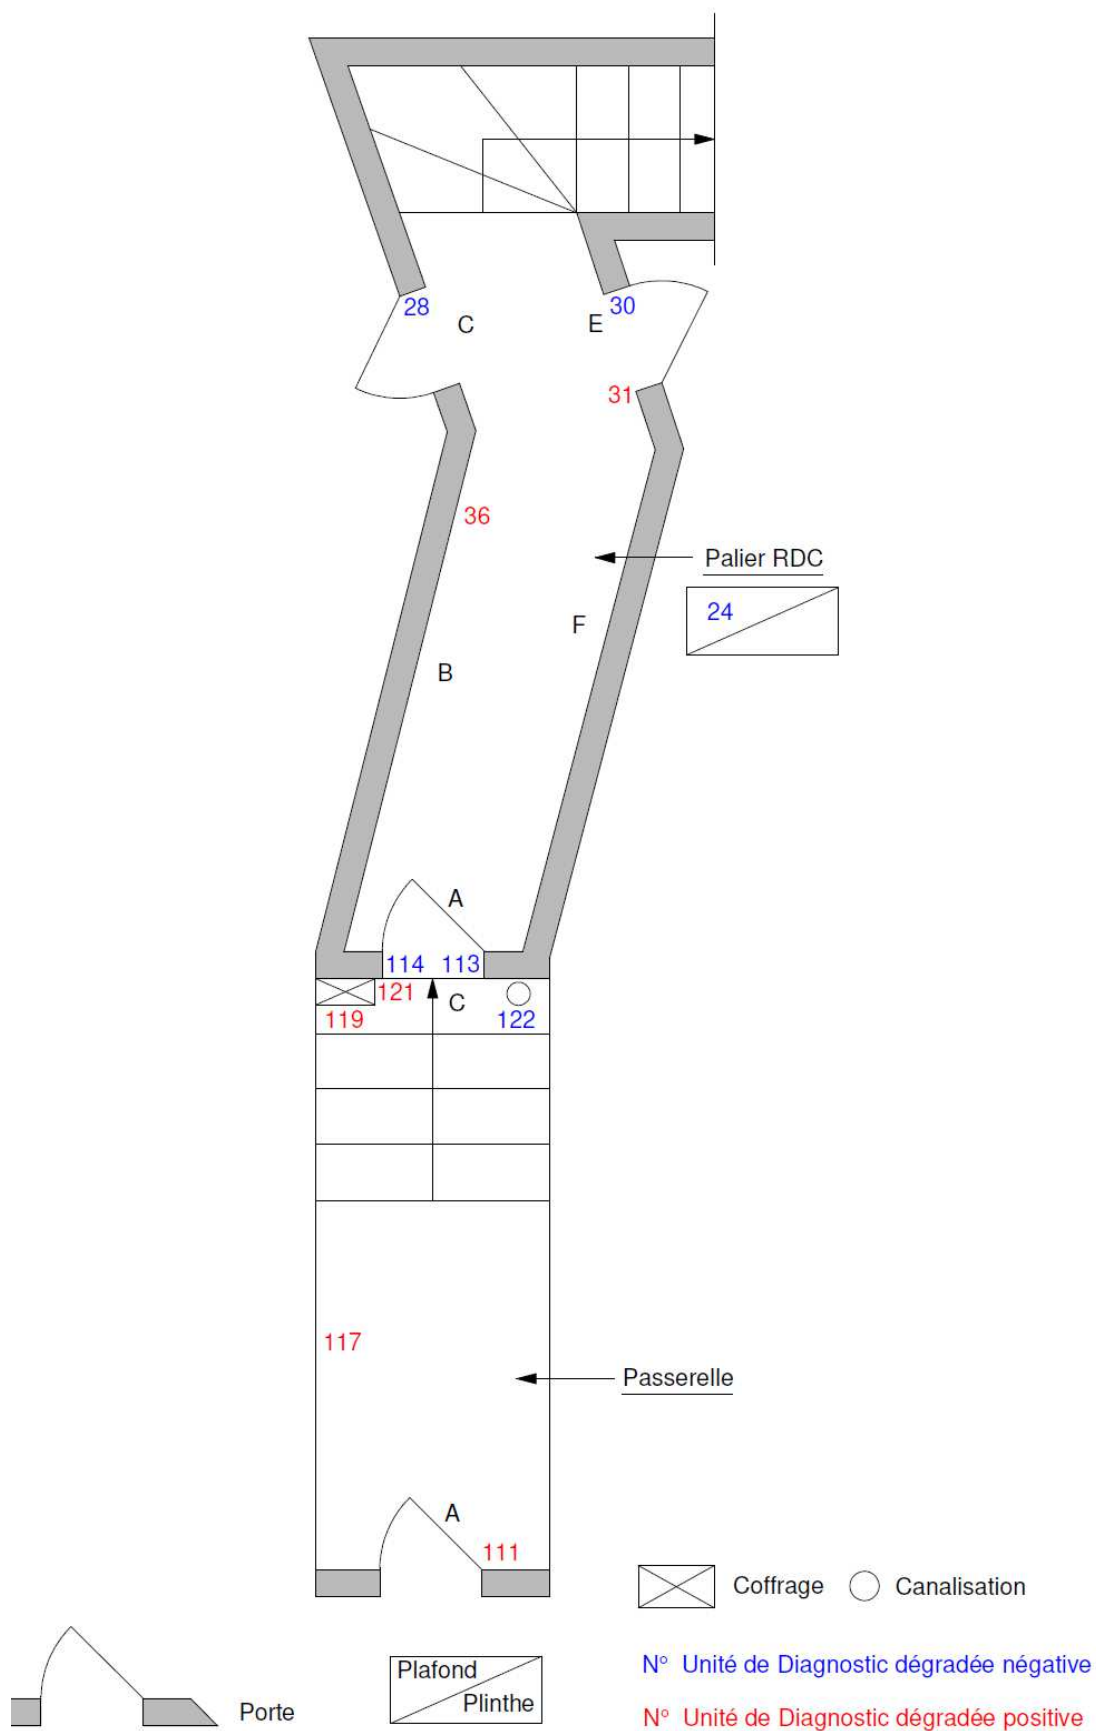 28
C
E
30
31
36
Palier RDC
24
F
B
A
114 113
121
C
119
122
117
Passerelle
A
111
Coffrage
Canalisation
Plafond
Plinthe
Porte
N° Unité de Diagnostic dégradée négative
N° Unité de Diagnostic dégradée positive